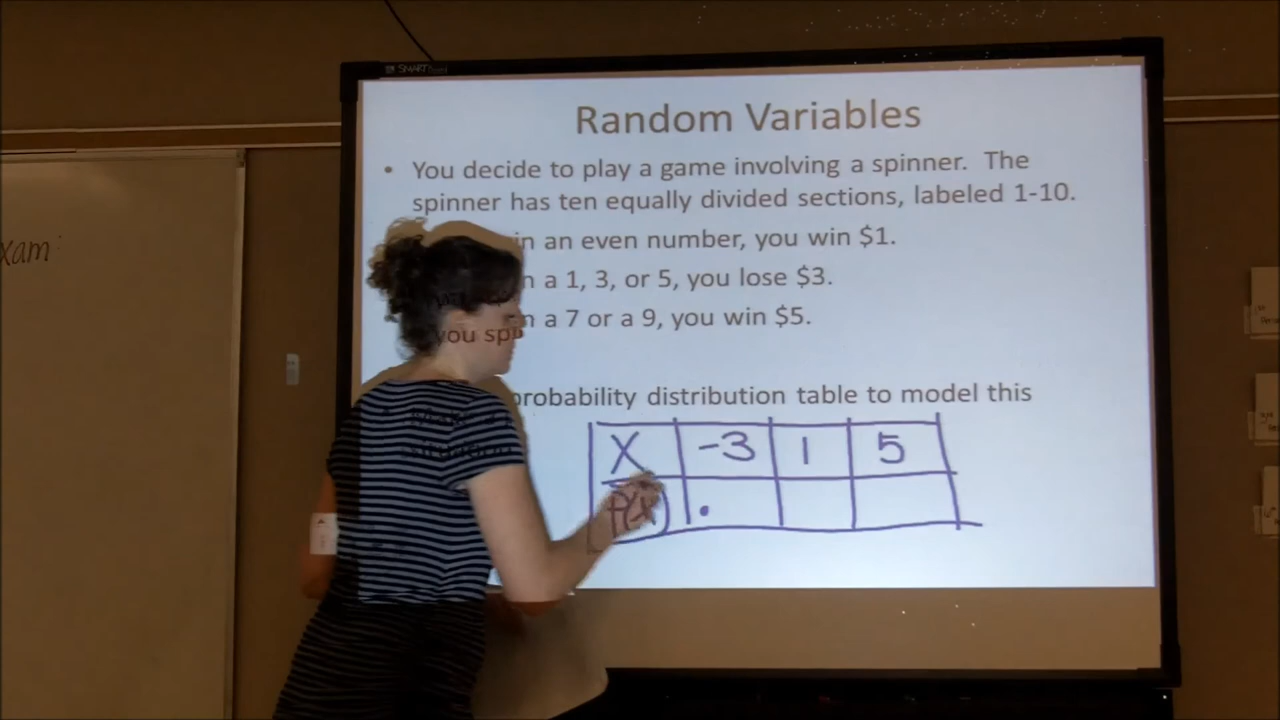 SMART
Random Variables
• You decide to play a game involving a spinner. The
spinner has ten equally divided sections, labeled 1-10.
in an even number, you win $1.
n a 1, 3, or 5, you lose $3.
you spi n a 7 or a 9, you win $5.
probability distribution table to model this
X -3 1 5
P(X .
xam: